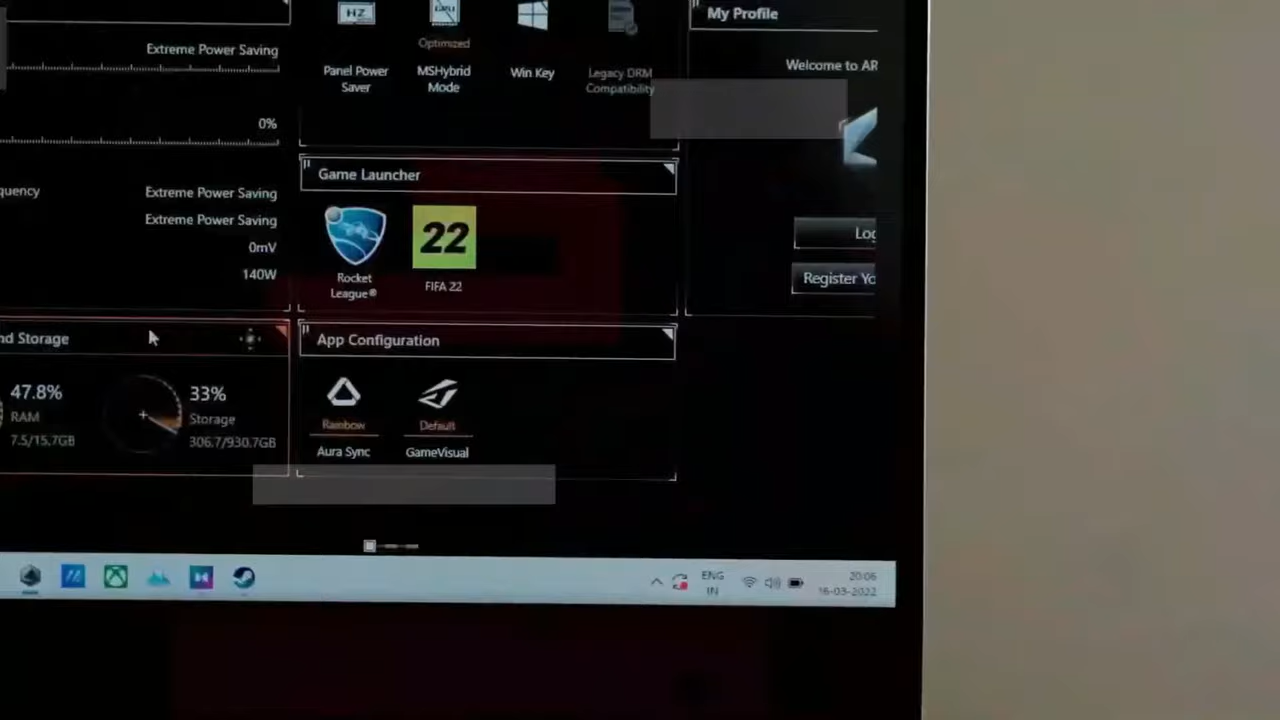 My Profile
HZ
Extreme Power Saving
Optimized
Panel Power
Saver
MSHybrid
Mode
Win Key
Legacy DRM
Compatibility
Welcome to AR
0%
Game Launcher
Extreme Power Saving
Extreme Power Saving
0mV
140W
22
Rocket
League®
FIFA 22
Log
Register Yo
nd Storage
App Configuration
47.8%
RAM
7.5/15.7GB
33%
Storage
306.7/930.7GB
Rainbow
Aura Sync
Default
GameVisual
ENG
IN
20:06
16-03-2022